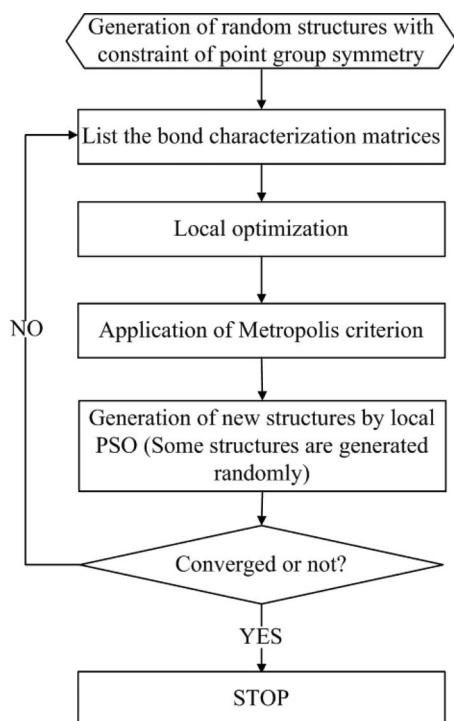 Generation of random structures with
constraint of point group symmetry
List the bond characterization matrices
Local optimization
NO
Application of Metropolis criterion
Generation of new structures by local
PSO (Some structures are generated
randomly)
Converged or not?
YES
STOP